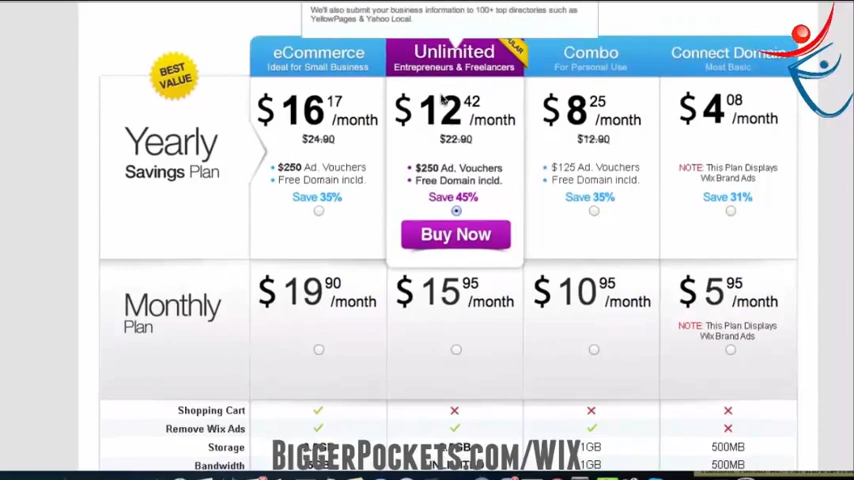 We'll also submit your business information to 100+ top directories such as
YellowPages & Yahoo Local.
eCommerce Unlimited Combo Connect Domain
Ideal for Small Business Entrepreneurs & Freelancers For Personal Use Most Basic
BEST
VALUE
Yearly
Savings Plan
$16 17 /month $12 42 /month $8 25 /month $4 08 /month
$24.90 $22.90 $12.90
• $250 Ad. Vouchers • $250 Ad. Vouchers • $125 Ad. Vouchers NOTE: This Plan Displays
• Free Domain incld. • Free Domain incld. • Free Domain incld. Wix Brand Ads
Save 35% Save 45% Save 35% Save 31%
Buy Now
Monthly
Plan
$19 90 /month $15 95 /month $10 95 /month $5 95 /month
NOTE: This Plan Displays
Wix Brand Ads
Shopping Cart
Remove Wix Ads
Storage 1GB 500MB
Bandwidth 500MB
BiggerPockets.com/WIX